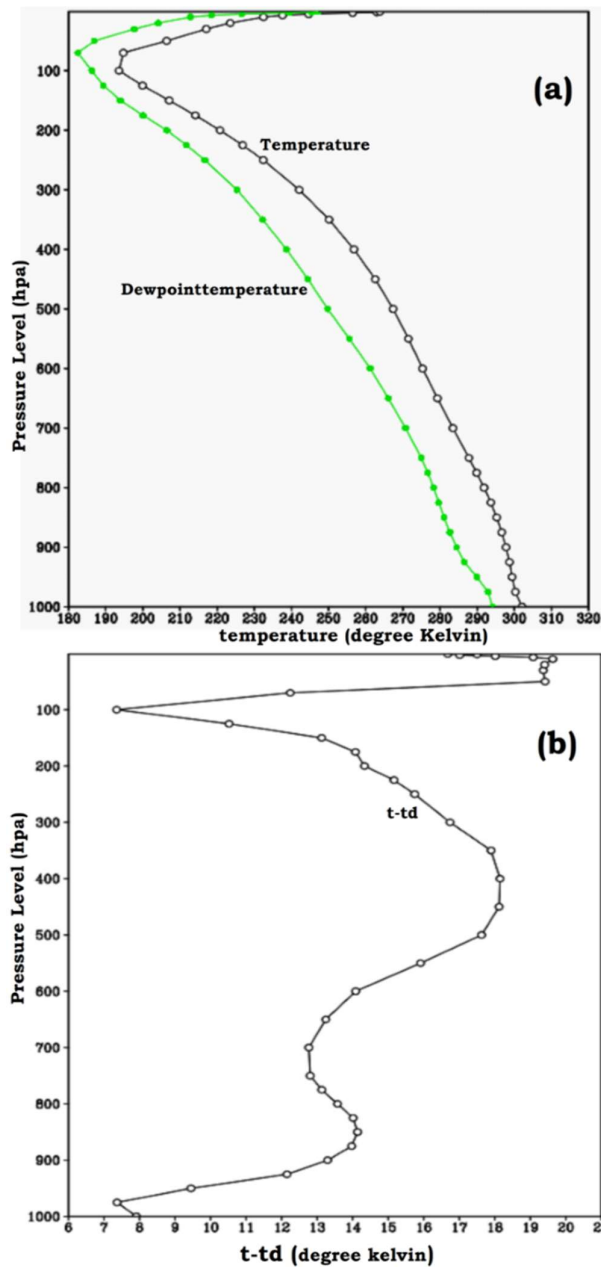 (a)
100
200
300
400
500
600
700
800
900
1000
Pressure Level (hpa)
Temperature
Dewpointtemperature
180 190 200 210 220 230 240 250 260 270 280 290 300 310 320
temperature (degree Kelvin)
(b)
100
200
300
400
500
600
700
800
900
1000
Pressure Level (hpa)
t-td
6 7 8 9 10 11 12 13 14 15 16 17 18 19 20 21
t-td (degree kelvin)